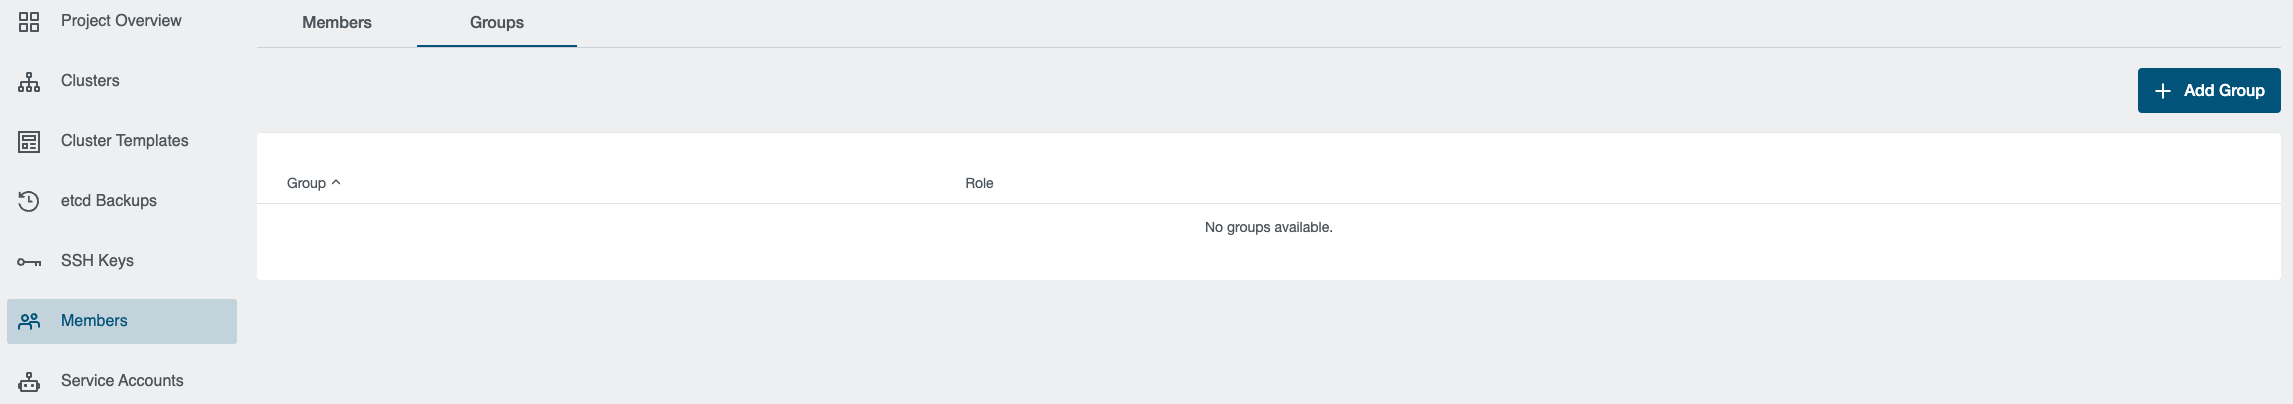 Project Overview
Clusters
Cluster Templates
etcd Backups
SSH Keys
Members
Service Accounts
Members Groups
Add Group
Group Role
No groups available.